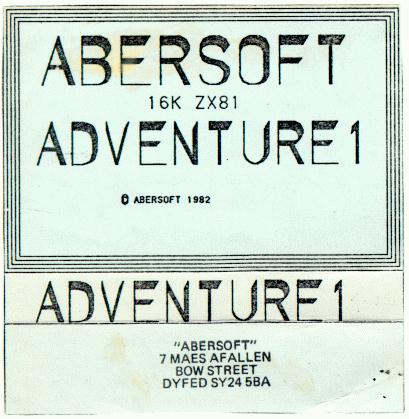 ABERSOFT
16K ZX81
ADVENTURE1
© ABERSOFT 1982
ADVENTURE1
"ABERSOFT"
7 MAES AFALLEN
BOW STREET
DYFED SY24 5BA